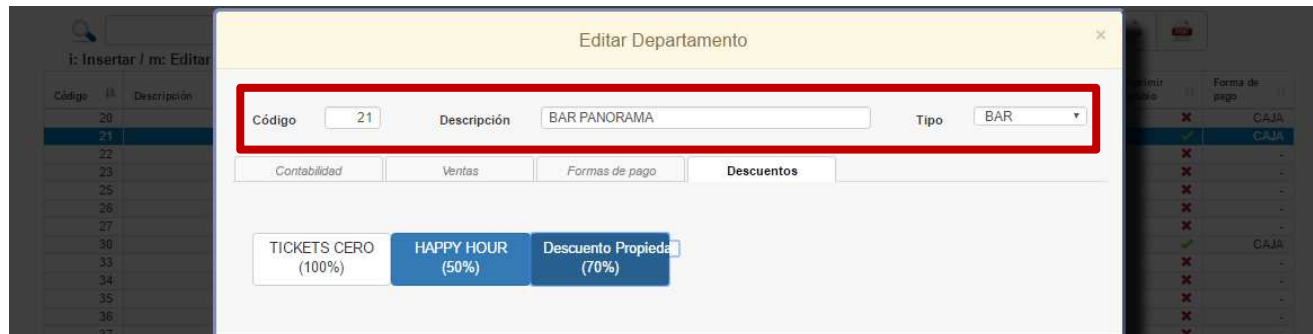 Editar Departamento
×
i: Insertar / m: Editar
Código Descripción Forma de
pago
Código 21 Descripción BAR PANORAMA Tipo BAR
Contabilidad Ventas Formas de pago Descuentos
TICKETS CERO HAPPY HOUR Descuento Propieda
(100%) (50%) (70%)
20 CAJA
21 CAJA
22 -
23 -
25 -
26 -
27 -
30 CAJA
33 -
34 -
35 -
36 -
37